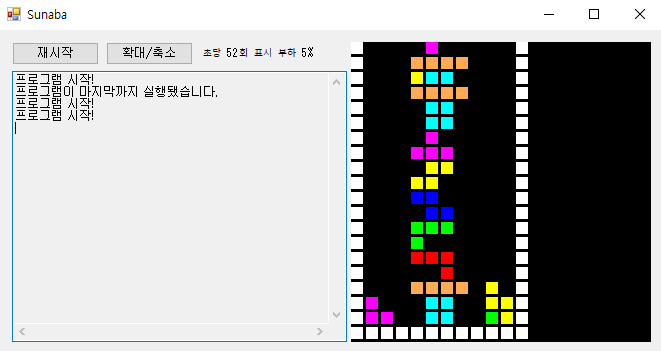 Sunaba
재시작
확대/축소
초당 52회 표시 부하 5%
프로그램 시작!
프로그램이 마지막까지 실행됐습니다.
프로그램 시작!
프로그램 시작!